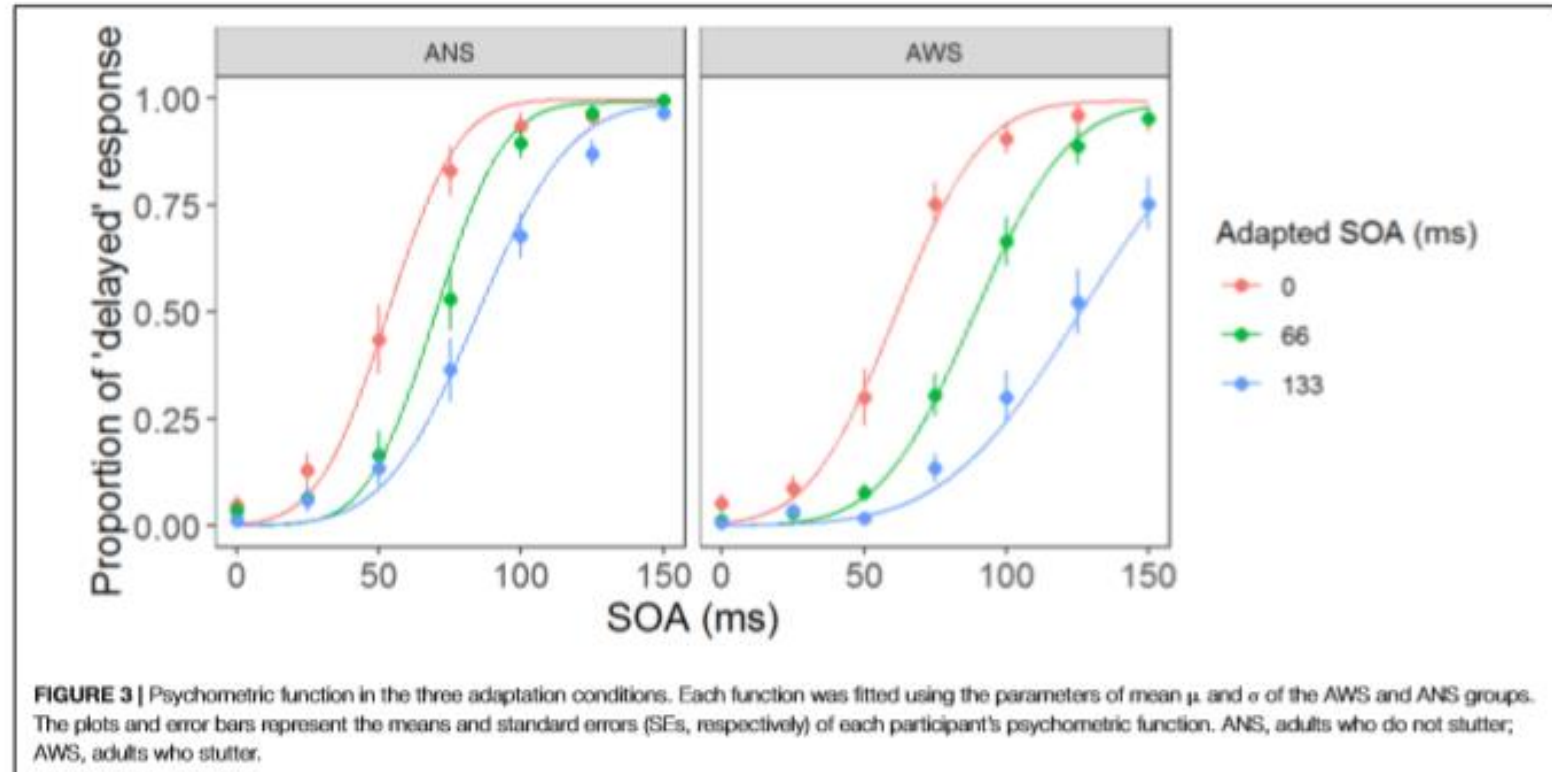 ANS
AWS
Proportion of 'delayed' response
1.00
0.75
0.50
0.25
0.00
0 50 100 150 0 50 100 150
SOA (ms)
Adapted SOA (ms)
0
66
133
FIGURE 3 | Psychometric function in the three adaptation conditions. Each function was fitted using the parameters of mean μ and σ of the AWS and ANS groups.
The plots and error bars represent the means and standard errors (SEs, respectively) of each participant's psychometric function. ANS, adults who do not stutter;
AWS, adults who stutter.